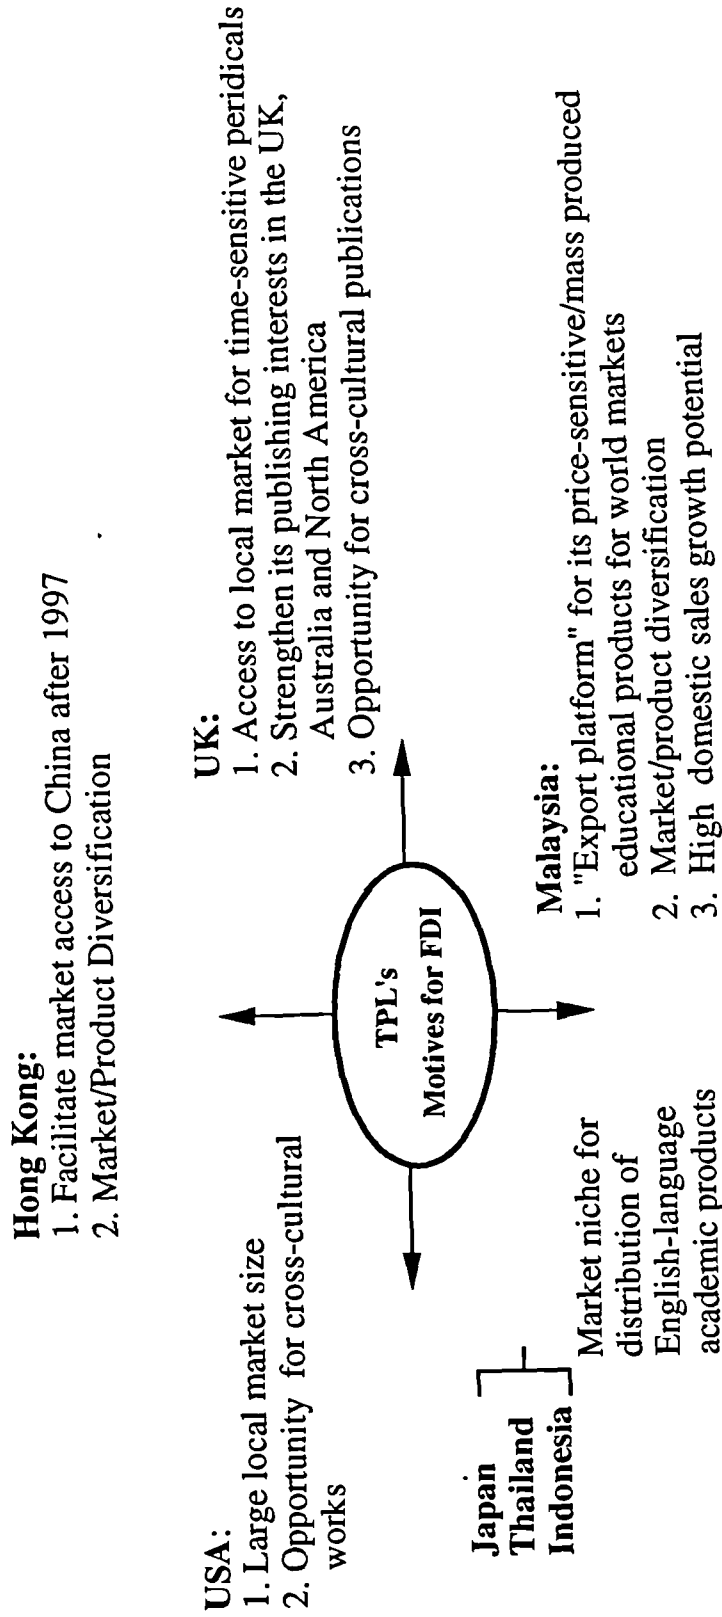 Hong Kong:
1. Facilitate market access to China after 1997
2. Market/Product Diversification
USA:
1. Large local market size
2. Opportunity for cross-cultural
works
UK:
1. Access to local market for time-sensitive peridicals
2. Strengthen its publishing interests in the UK,
Australia and North America
3. Opportunity for cross-cultural publications
TPL's
Motives for FDI
Japan
Thailand
Indonesia
Market niche for
distribution of
English-language
academic products
Malaysia:
1. "Export platform" for its price-sensitive/mass produced
educational products for world markets
2. Market/product diversification
3. High domestic sales growth potential